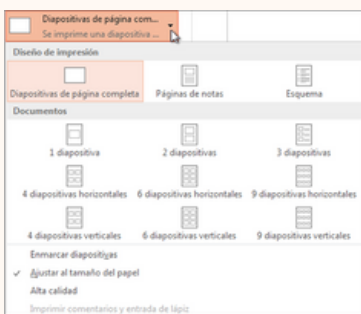 Diapositivas de página com...
Se imprime una diapositiva ...
Diseño de impresión
Diapositivas de página completa Páginas de notas Esquema
Documentos
1 diapositiva 2 diapositivas 3 diapositivas
4 diapositivas horizontales 6 diapositivas horizontales 9 diapositivas horizontales
4 diapositivas verticales 6 diapositivas verticales 9 diapositivas verticales
Enmarcar diapositivas
Ajustar al tamaño del papel
Alta calidad
Imprimir comentarios y entrada de lápiz